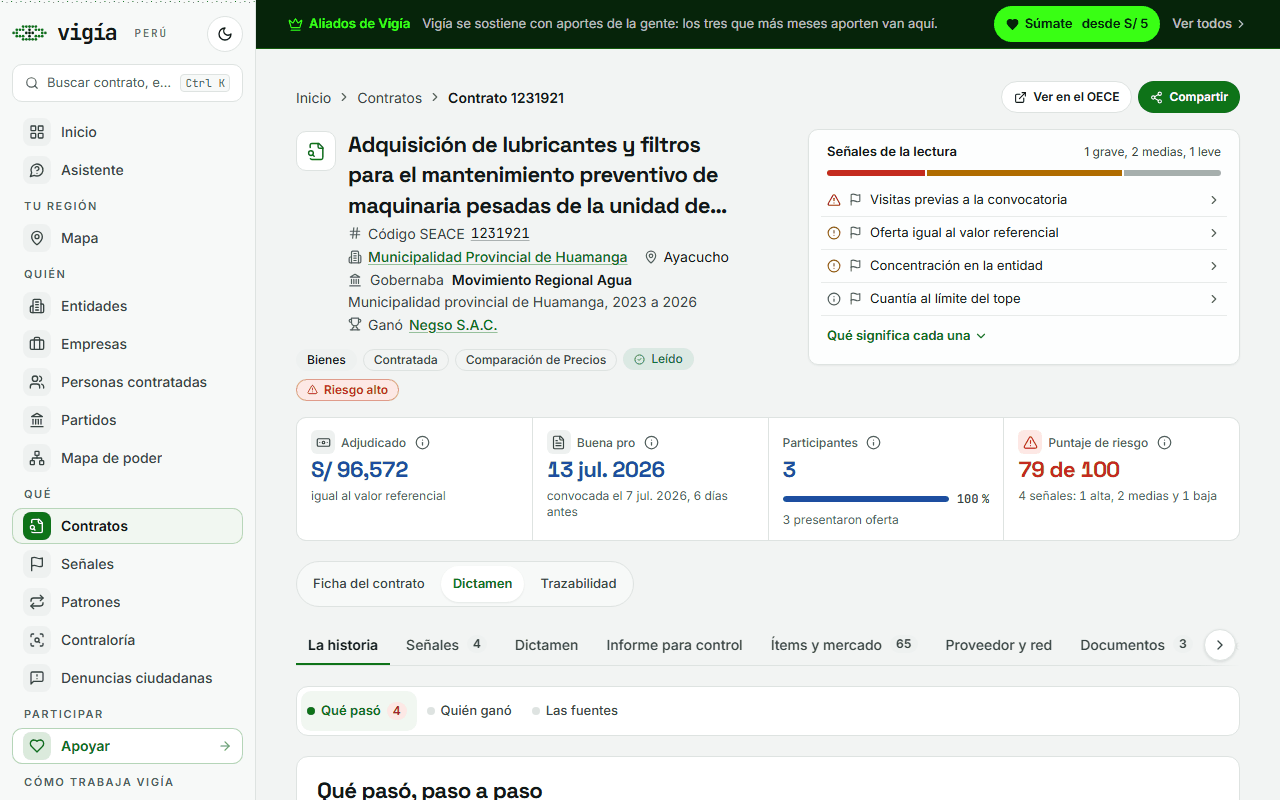 vigía PERÚ
Buscar contrato, e... Ctrl K
Inicio
Asistente
TU REGIÓN
Mapa
QUIÉN
Entidades
Empresas
Personas contratadas
Partidos
Mapa de poder
QUÉ
Contratos
Señales
Patrones
Contraloría
Denuncias ciudadanas
PARTICIPAR
Apoyar
CÓMO TRABAJA VIGÍA
Aliados de Vigía Vigía se sostiene con aportes de la gente: los tres que más meses aporten van aquí. Súmate desde S/ 5 Ver todos
Inicio Contratos Contrato 1231921 Ver en el OECE Compartir
Adquisición de lubricantes y filtros
para el mantenimiento preventivo de
maquinaria pesadas de la unidad de...
Código SEACE 1231921
Municipalidad Provincial de Huamanga Ayacucho
Gobernaba Movimiento Regional Agua
Municipalidad provincial de Huamanga, 2023 a 2026
Ganó Negso S.A.C.
Bienes Contratada Comparación de Precios Leído
Riesgo alto
Señales de la lectura 1 grave, 2 medias, 1 leve
Visitas previas a la convocatoria
Oferta igual al valor referencial
Concentración en la entidad
Cuantía al límite del tope
Qué significa cada una
Adjudicado
S/ 96,572
igual al valor referencial
Buena pro
13 jul. 2026
convocada el 7 jul. 2026, 6 días
antes
Participantes
3
100 %
3 presentaron oferta
Puntaje de riesgo
79 de 100
4 señales: 1 alta, 2 medias y 1 baja
Ficha del contrato Dictamen Trazabilidad
La historia Señales 4 Dictamen Informe para control Ítems y mercado 65 Proveedor y red Documentos 3
Qué pasó 4 Quién ganó Las fuentes
Qué pasó, paso a paso